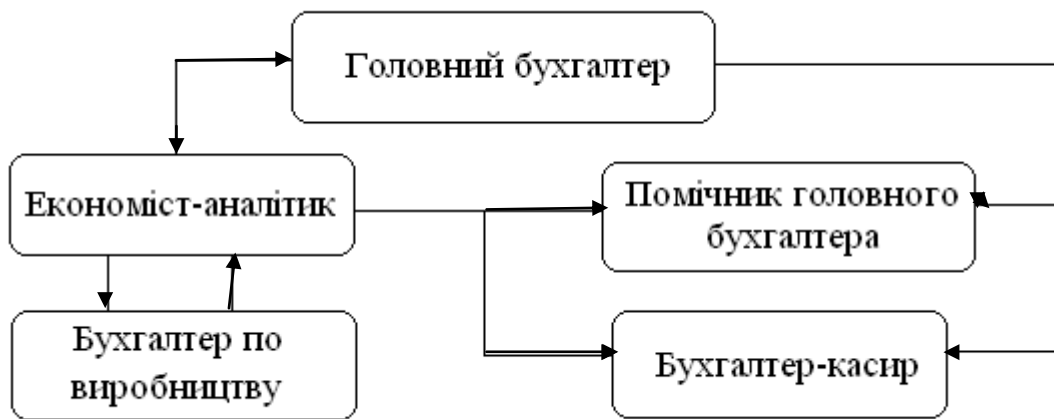 Головний бухгалтер
Економіст-аналітик
Помічник головного
бухгалтера
Бухгалтер по
виробництву
Бухгалтер-касир